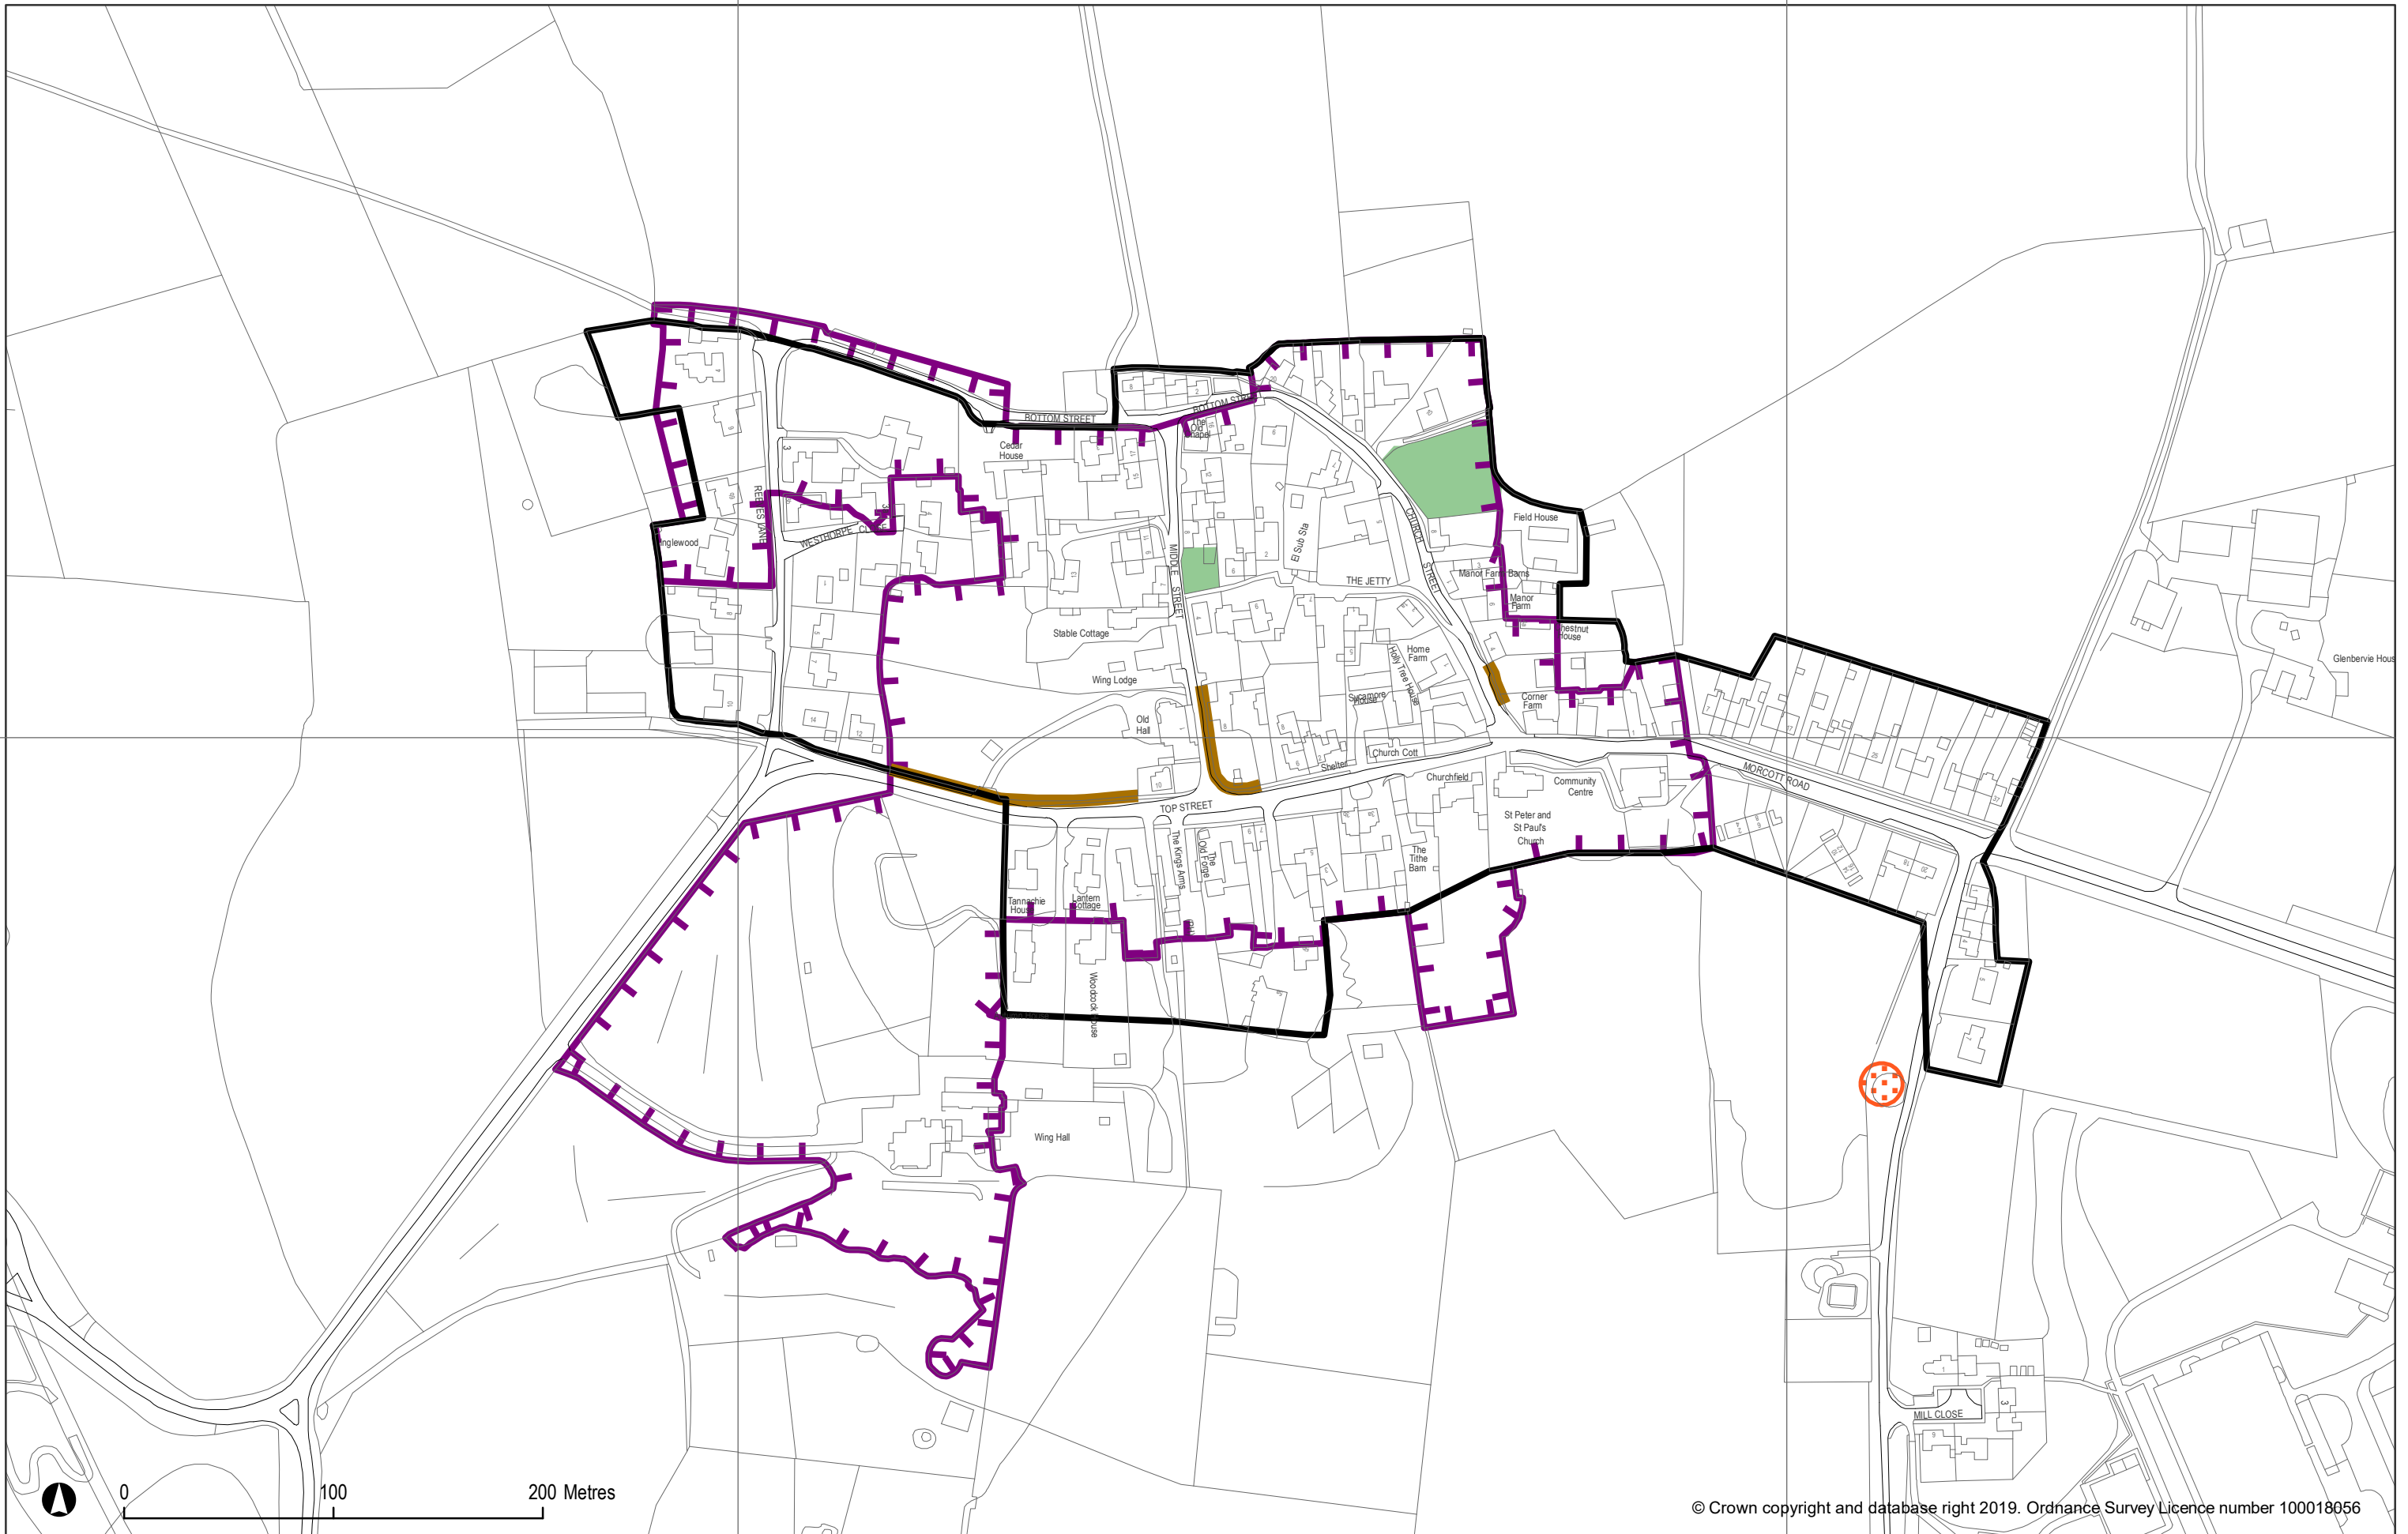 BOTTOM STREET
BOTTOM STREET
Cedar
House
The
Old
Chapel
REEVES LANE
WESTHORPE CLOSE
Inglewood
MIDDLE STREET
El Sub Sta
CHURCH
STREET
Field House
THE JETTY
Manor Farm Barns
Manor
Farm
Chestnut
House
Stable Cottage
Wing Lodge
Home
Farm
Holly Tree House
Sycamore
House
Corner
Farm
Glenbervie Hous
Old
Hall
Church Cott
Shelter
Churchfield
Community
Centre
MORCOTT ROAD
TOP STREET
St Peter and
St Paul's
Church
The Kings Arms
The
Old Forge
The
Tithe
Barn
Tannachie
House
Lantern
Cottage
Woodcock House
Wing Hall
MILL CLOSE
0 100 200 Metres
© Crown copyright and database right 2019. Ordnance Survey Licence number 100018056